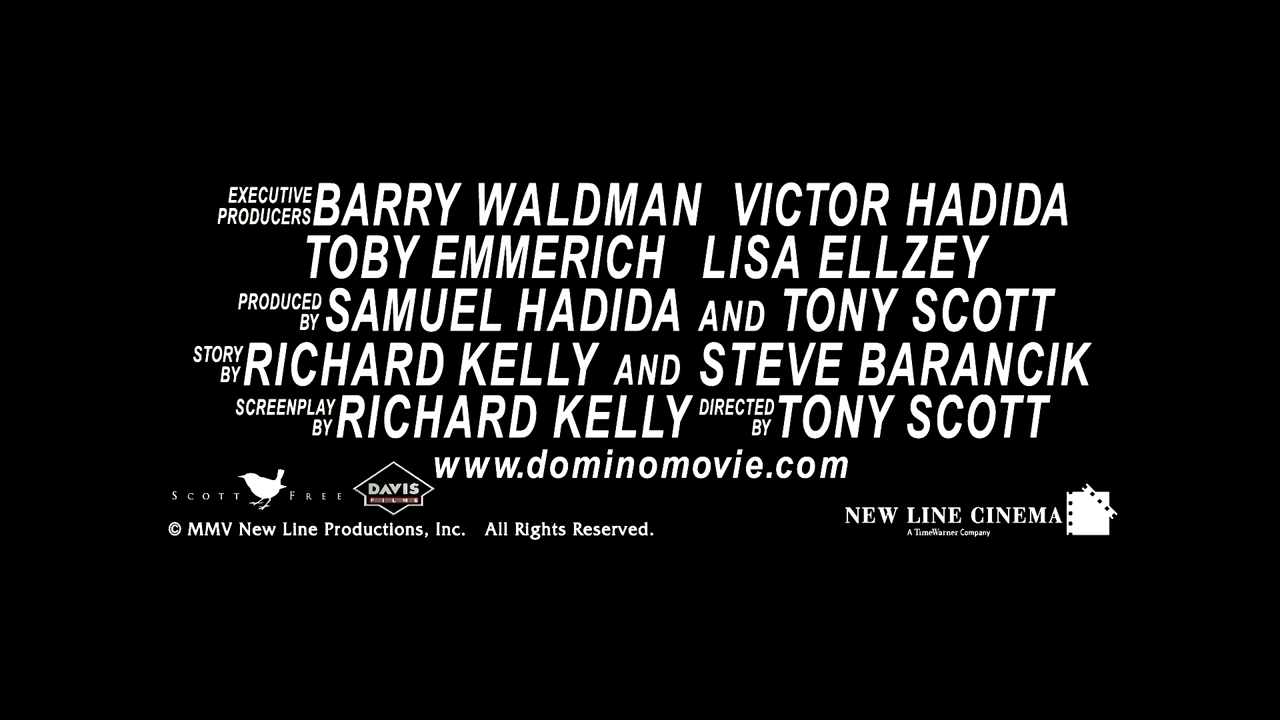 EXECUTIVE PRODUCERS BARRY WALDMAN VICTOR HADIDA
TOBY EMMERICH LISA ELLZEY
PRODUCED BY SAMUEL HADIDA AND TONY SCOTT
STORY BY RICHARD KELLY AND STEVE BARANCIK
SCREENPLAY BY RICHARD KELLY DIRECTED BY TONY SCOTT
www.dominomovie.com
SCOTT FREE DAVIS FILMS
© MMV New Line Productions, Inc. All Rights Reserved.
NEW LINE CINEMA
A TimeWarner Company